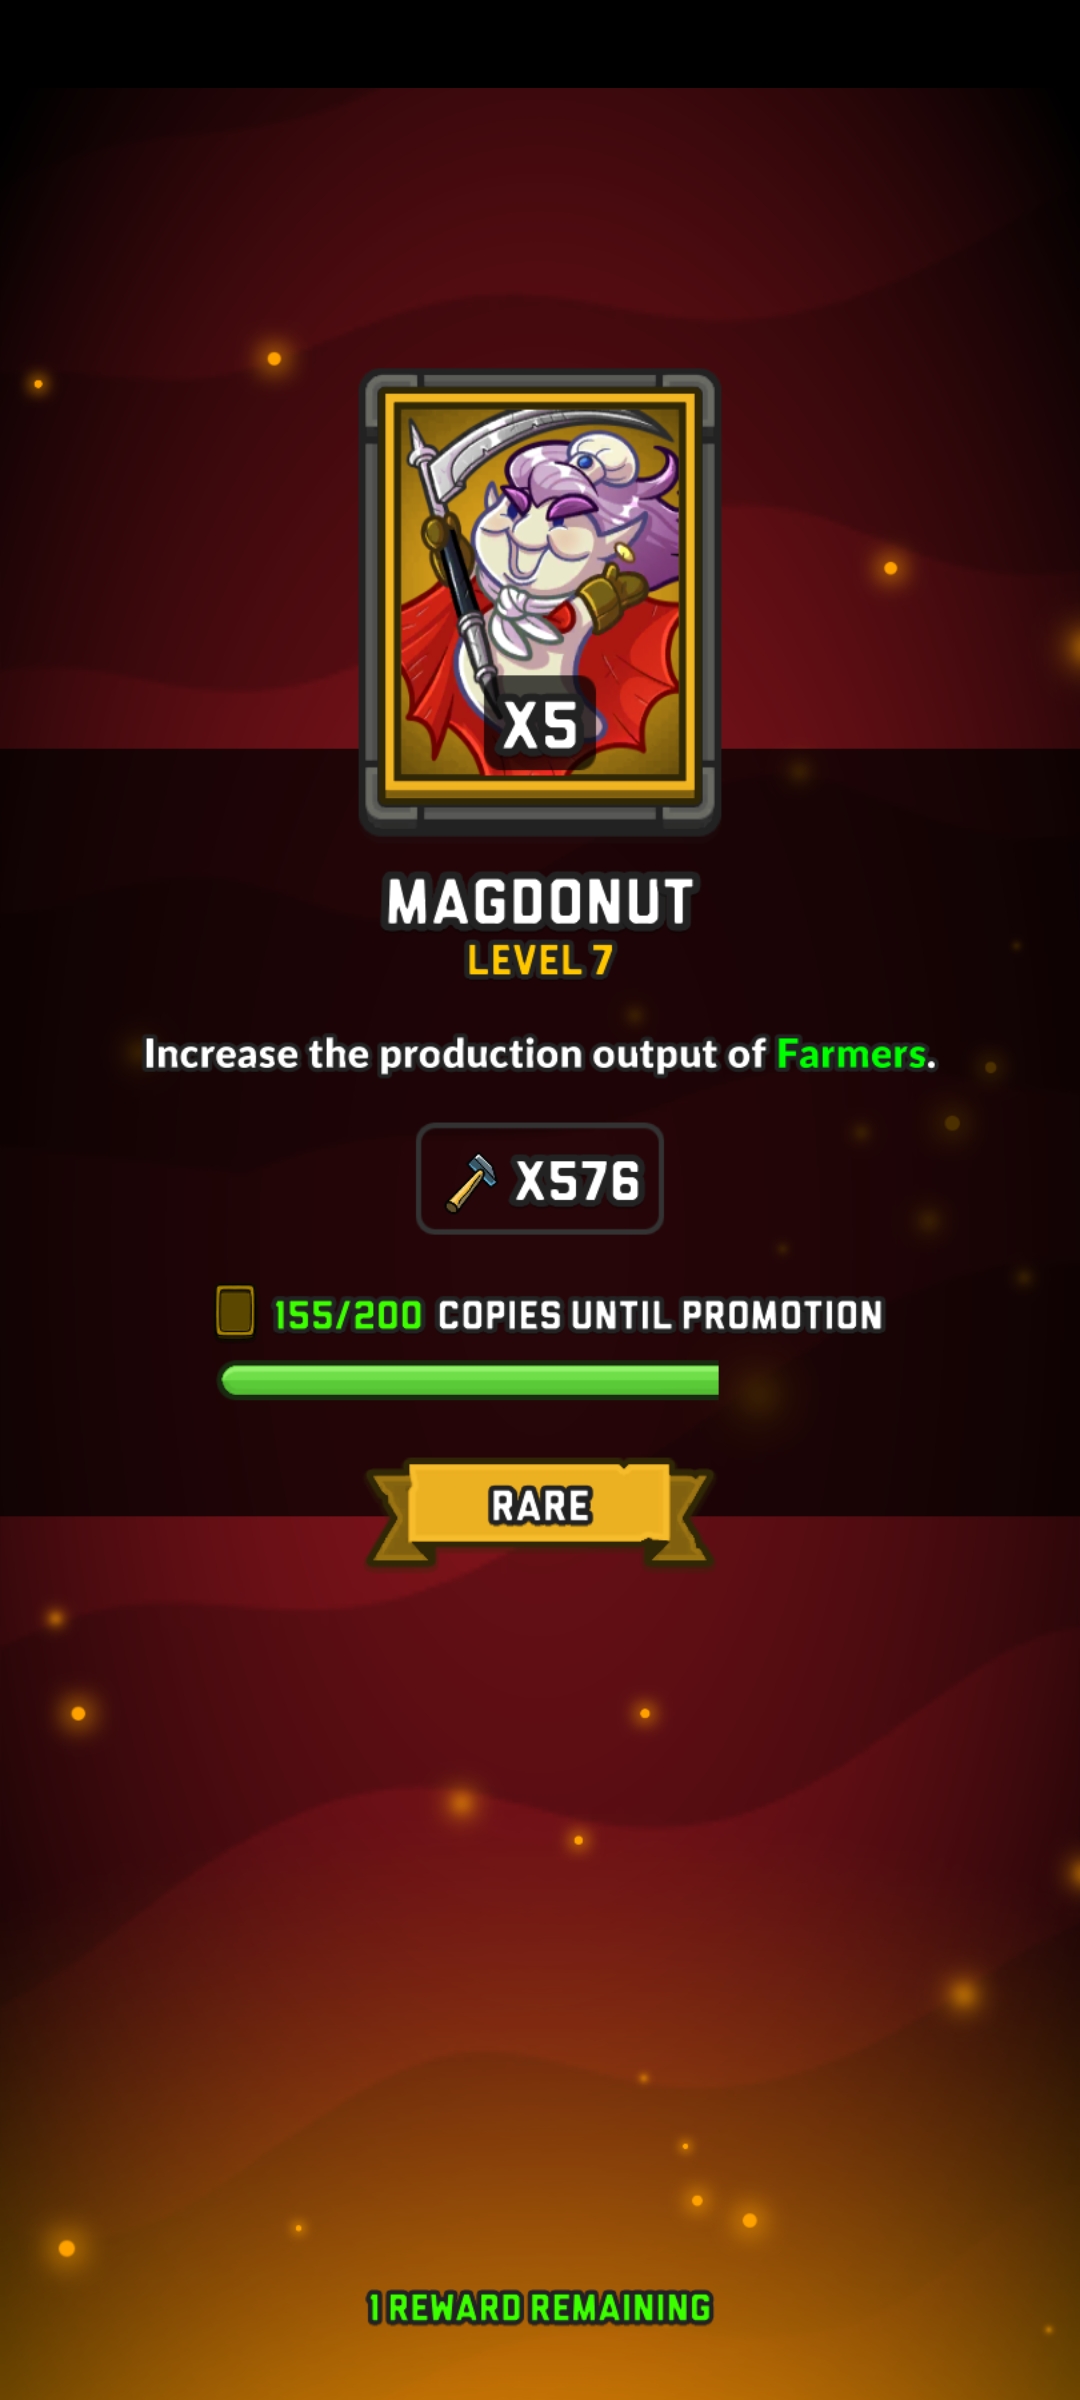 X5
MAGDONUT
LEVEL 7
Increase the production output of Farmers.
X576
155/200 COPIES UNTIL PROMOTION
RARE
1 REWARD REMAINING